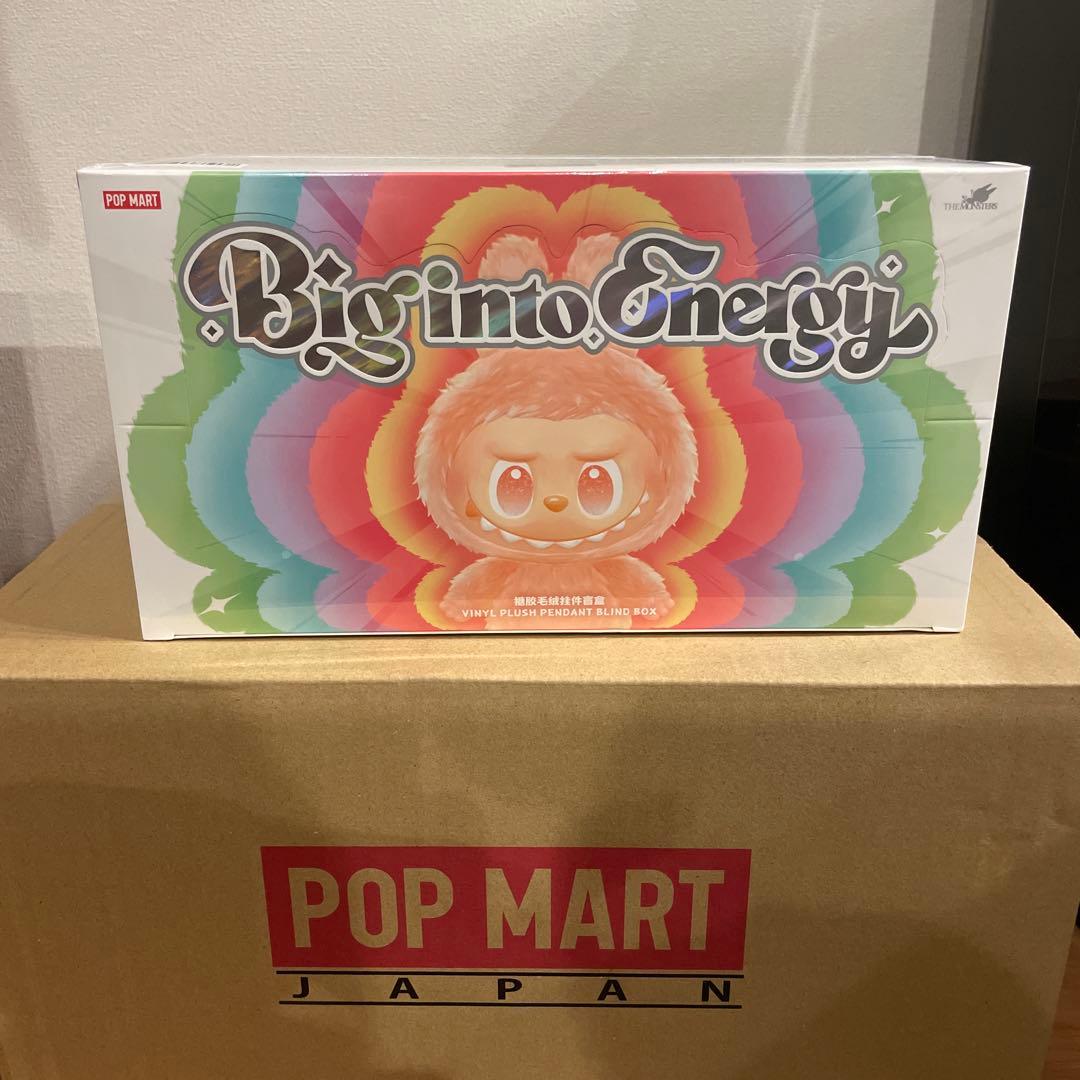 POP MART
THE MONSTERS
Big into Energy
搪胶毛绒挂件盲盒
VINYL PLUSH PENDANT BLIND BOX
POP MART
JAPAN